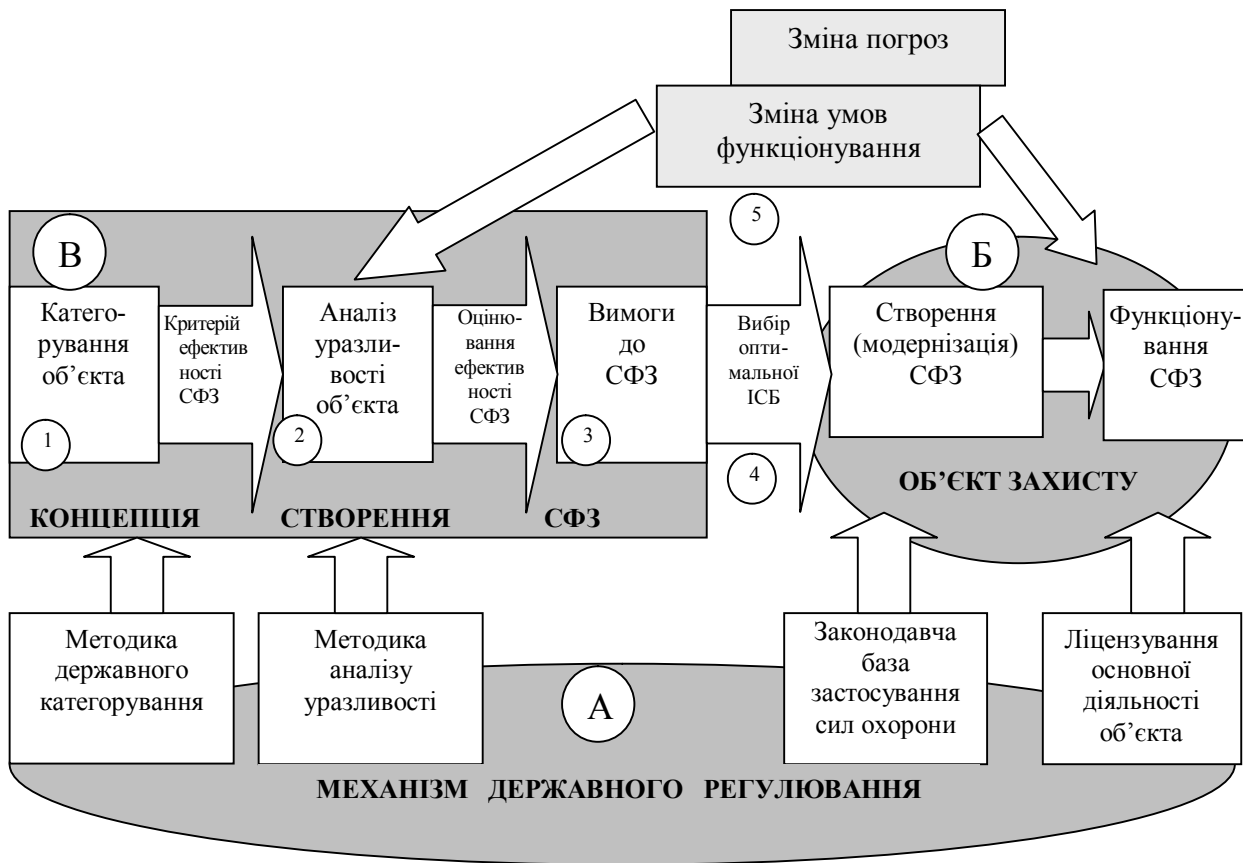 Зміна погроз
Зміна умов
функціонування
5
В
Б
Катего-
рування
об’єкта
1
Критерій
ефектив
ності
СФЗ
Аналіз
уразли-
вості
об’єкта
2
Оціню-
вання
ефектив
ності
СФЗ
Вимоги
до
СФЗ
3
Вибір
опти-
мальної
ІСБ
4
Створення
(модернізація)
СФЗ
Функціону-
вання
СФЗ
ОБ’ЄКТ ЗАХИСТУ
КОНЦЕПЦІЯ СТВОРЕННЯ СФЗ
Методика
державного
категорування
Методика
аналізу
уразливості
А
Законодавча
база
застосування
сил охорони
Ліцензування
основної
діяльності
об’єкта
МЕХАНІЗМ ДЕРЖАВНОГО РЕГУЛЮВАННЯ